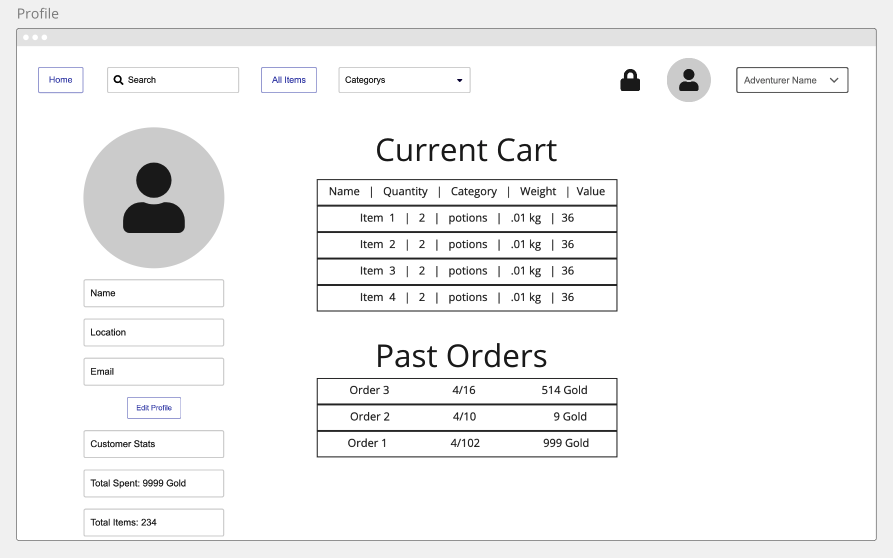 Profile
Home
Search
All Items
Categorys
Adventurer Name
Name
Location
Email
Edit Profile
Customer Stats
Total Spent: 9999 Gold
Total Items: 234
Current Cart
Name | Quantity | Category | Weight | Value
Item 1 | 2 | potions | .01 kg | 36
Item 2 | 2 | potions | .01 kg | 36
Item 3 | 2 | potions | .01 kg | 36
Item 4 | 2 | potions | .01 kg | 36
Past Orders
Order 3 4/16 514 Gold
Order 2 4/10 9 Gold
Order 1 4/102 999 Gold